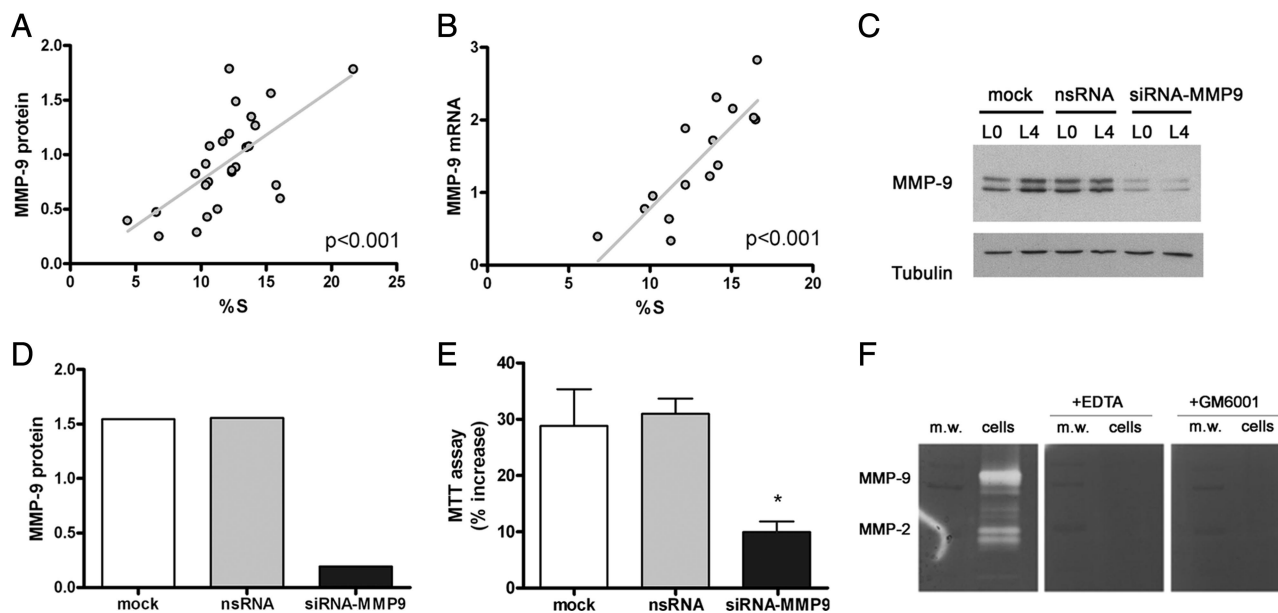 A
2.0
1.5
1.0
0.5
0.0
MMP-9 protein
0 5 10 15 20 25
%S
p<0.001
B
3
2
1
0
MMP-9 mRNA
0 5 10 15 20
%S
p<0.001
C
mock nsRNA siRNA-MMP9
L0 L4 L0 L4 L0 L4
MMP-9
Tubulin
D
2.0
1.5
1.0
0.5
0.0
MMP-9 protein
mock nsRNA siRNA-MMP9
E
40
30
20
10
0
MTT assay
(% increase)
*
mock nsRNA siRNA-MMP9
F
+EDTA +GM6001
m.w. cells m.w. cells m.w. cells
MMP-9
MMP-2